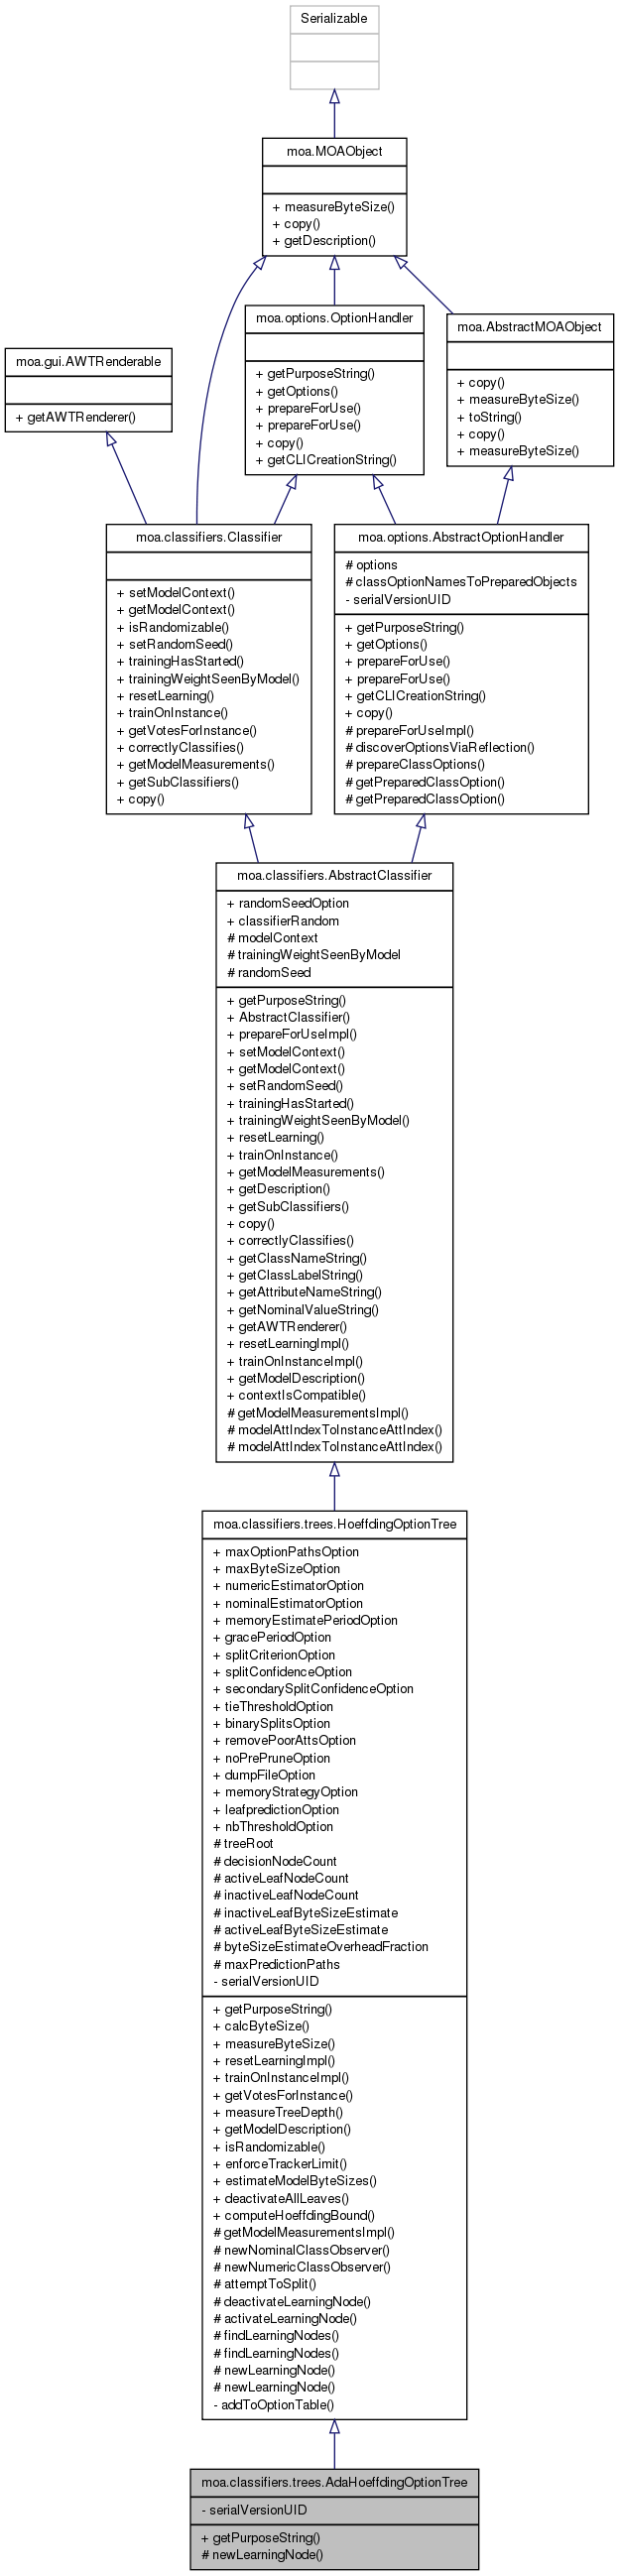 Serializable
moa.MOAObject
+ measureByteSize()
+ copy()
+ getDescription()
moa.options.OptionHandler
+ getPurposeString()
+ getOptions()
+ prepareForUse()
+ prepareForUse()
+ copy()
+ getCLICreationString()
moa.AbstractMOAObject
+ copy()
+ measureByteSize()
+ toString()
+ copy()
+ measureByteSize()
moa.gui.AWTRenderable
+ getAWTRenderer()
moa.classifiers.Classifier
+ setModelContext()
+ getModelContext()
+ isRandomizable()
+ setRandomSeed()
+ trainingHasStarted()
+ trainingWeightSeenByModel()
+ resetLearning()
+ trainOnInstance()
+ getVotesForInstance()
+ correctlyClassifies()
+ getModelMeasurements()
+ getSubClassifiers()
+ copy()
moa.options.AbstractOptionHandler
# options
# classOptionNamesToPreparedObjects
- serialVersionUID
+ getPurposeString()
+ getOptions()
+ prepareForUse()
+ prepareForUse()
+ getCLICreationString()
+ copy()
# prepareForUseImpl()
# discoverOptionsViaReflection()
# prepareClassOptions()
# getPreparedClassOption()
# getPreparedClassOption()
moa.classifiers.AbstractClassifier
+ randomSeedOption
+ classifierRandom
# modelContext
# trainingWeightSeenByModel
# randomSeed
+ getPurposeString()
+ AbstractClassifier()
+ prepareForUseImpl()
+ setModelContext()
+ getModelContext()
+ setRandomSeed()
+ trainingHasStarted()
+ trainingWeightSeenByModel()
+ resetLearning()
+ trainOnInstance()
+ getModelMeasurements()
+ getDescription()
+ getSubClassifiers()
+ copy()
+ correctlyClassifies()
+ getClassNameString()
+ getClassLabelString()
+ getAttributeNameString()
+ getNominalValueString()
+ getAWTRenderer()
+ resetLearningImpl()
+ trainOnInstanceImpl()
+ getModelDescription()
+ contextIsCompatible()
# getModelMeasurementsImpl()
# modelAttIndexToInstanceAttIndex()
# modelAttIndexToInstanceAttIndex()
moa.classifiers.trees.HoeffdingOptionTree
+ maxOptionPathsOption
+ maxByteSizeOption
+ numericEstimatorOption
+ nominalEstimatorOption
+ memoryEstimatePeriodOption
+ gracePeriodOption
+ splitCriterionOption
+ splitConfidenceOption
+ secondarySplitConfidenceOption
+ tieThresholdOption
+ binarySplitsOption
+ removePoorAttsOption
+ noPrePruneOption
+ dumpFileOption
+ memoryStrategyOption
+ leafpredictionOption
+ nbThresholdOption
# treeRoot
# decisionNodeCount
# activeLeafNodeCount
# inactiveLeafNodeCount
# inactiveLeafByteSizeEstimate
# activeLeafByteSizeEstimate
# byteSizeEstimateOverheadFraction
# maxPredictionPaths
- serialVersionUID
+ getPurposeString()
+ calcByteSize()
+ measureByteSize()
+ resetLearningImpl()
+ trainOnInstanceImpl()
+ getVotesForInstance()
+ measureTreeDepth()
+ getModelDescription()
+ isRandomizable()
+ enforceTrackerLimit()
+ estimateModelByteSizes()
+ deactivateAllLeaves()
+ computeHoeffdingBound()
# getModelMeasurementsImpl()
# newNominalClassObserver()
# newNumericClassObserver()
# attemptToSplit()
# deactivateLearningNode()
# activateLearningNode()
# findLearningNodes()
# findLearningNodes()
# newLearningNode()
# newLearningNode()
- addToOptionTable()
moa.classifiers.trees.AdaHoeffdingOptionTree
- serialVersionUID
+ getPurposeString()
# newLearningNode()